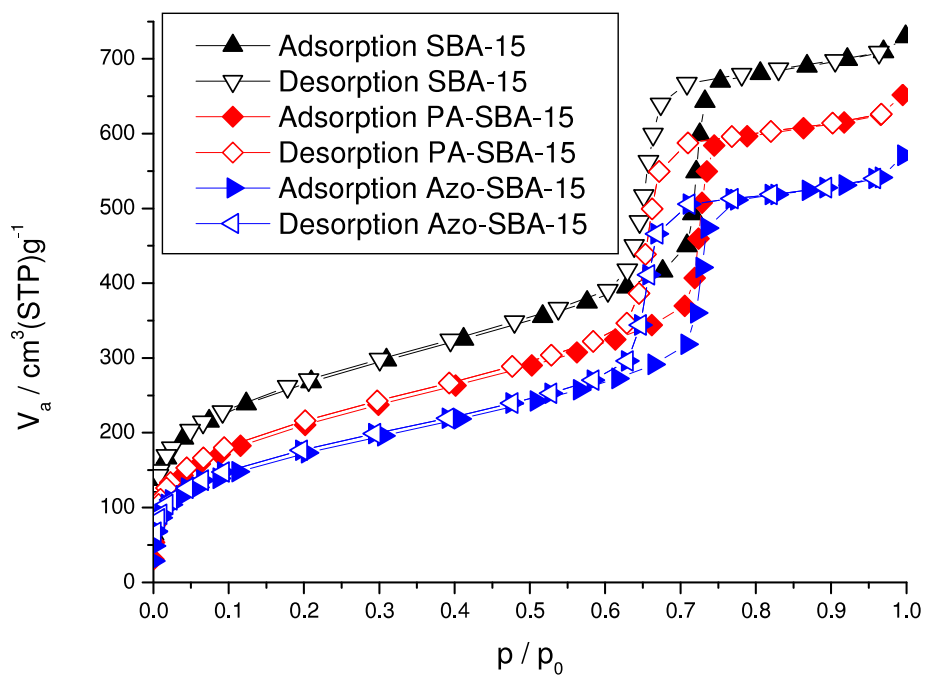 Adsorption SBA-15
Desorption SBA-15
Adsorption PA-SBA-15
Desorption PA-SBA-15
Adsorption Azo-SBA-15
Desorption Azo-SBA-15
V_a / cm³(STP)g⁻¹
700
600
500
400
300
200
100
0
0.0 0.1 0.2 0.3 0.4 0.5 0.6 0.7 0.8 0.9 1.0
p / p₀